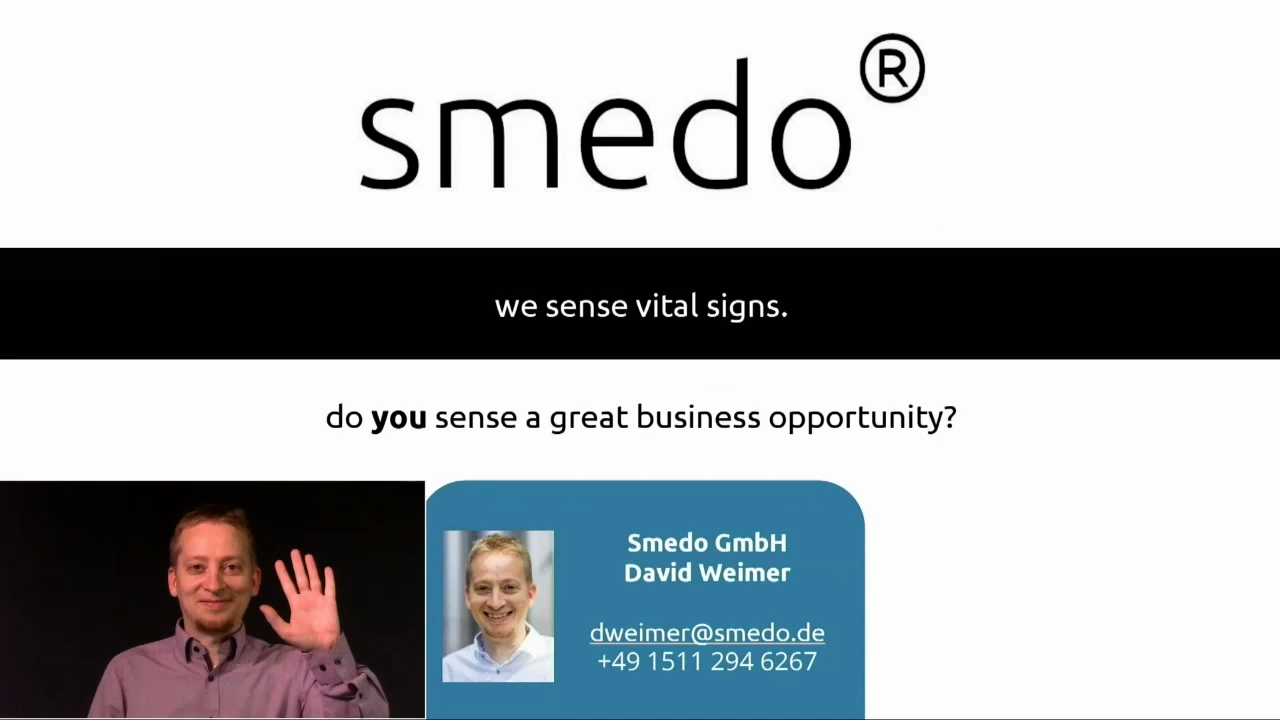 smedo®
we sense vital signs.
do you sense a great business opportunity?
Smedo GmbH
David Weimer
dweimer@smedo.de
+49 1511 294 6267